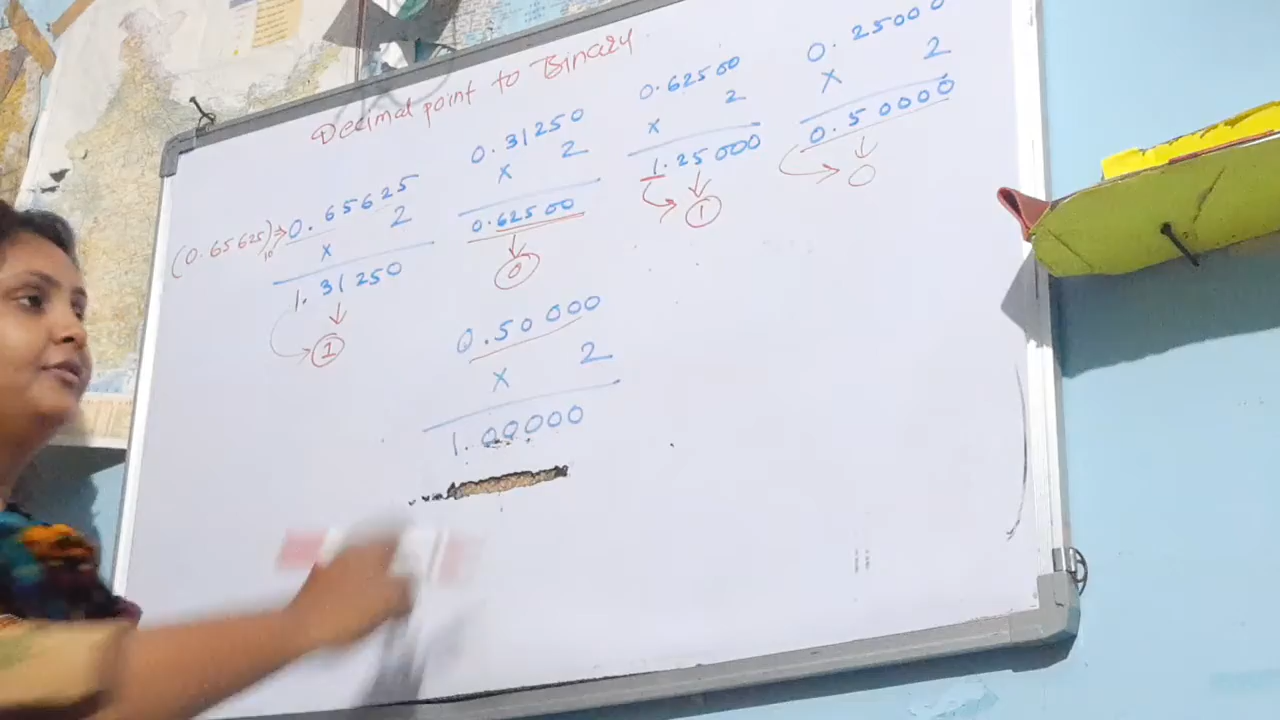 Decimal point to Binary
(0.65625)10 ⇒ 0.65625
x 2
1.31250
↓
1
0.31250
x 2
0.62500
↓
0
0.62500
x 2
1.25000
↓
1
0.25000
x 2
0.50000
↓
0
0.50000
x 2
1.00000